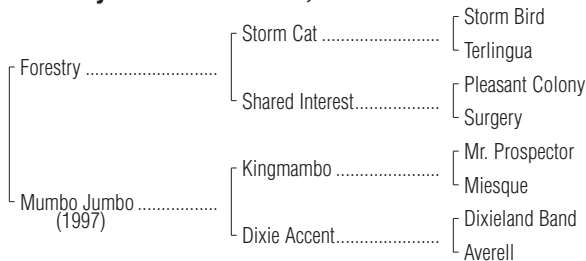 Storm Bird
Storm Cat ........................
Terlingua
Forestry ...........................
Pleasant Colony
Shared Interest.................
Surgery
Mr. Prospector
Kingmambo .....................
Miesque
Mumbo Jumbo ................
(1997)
Dixieland Band
Dixie Accent.....................
Averell